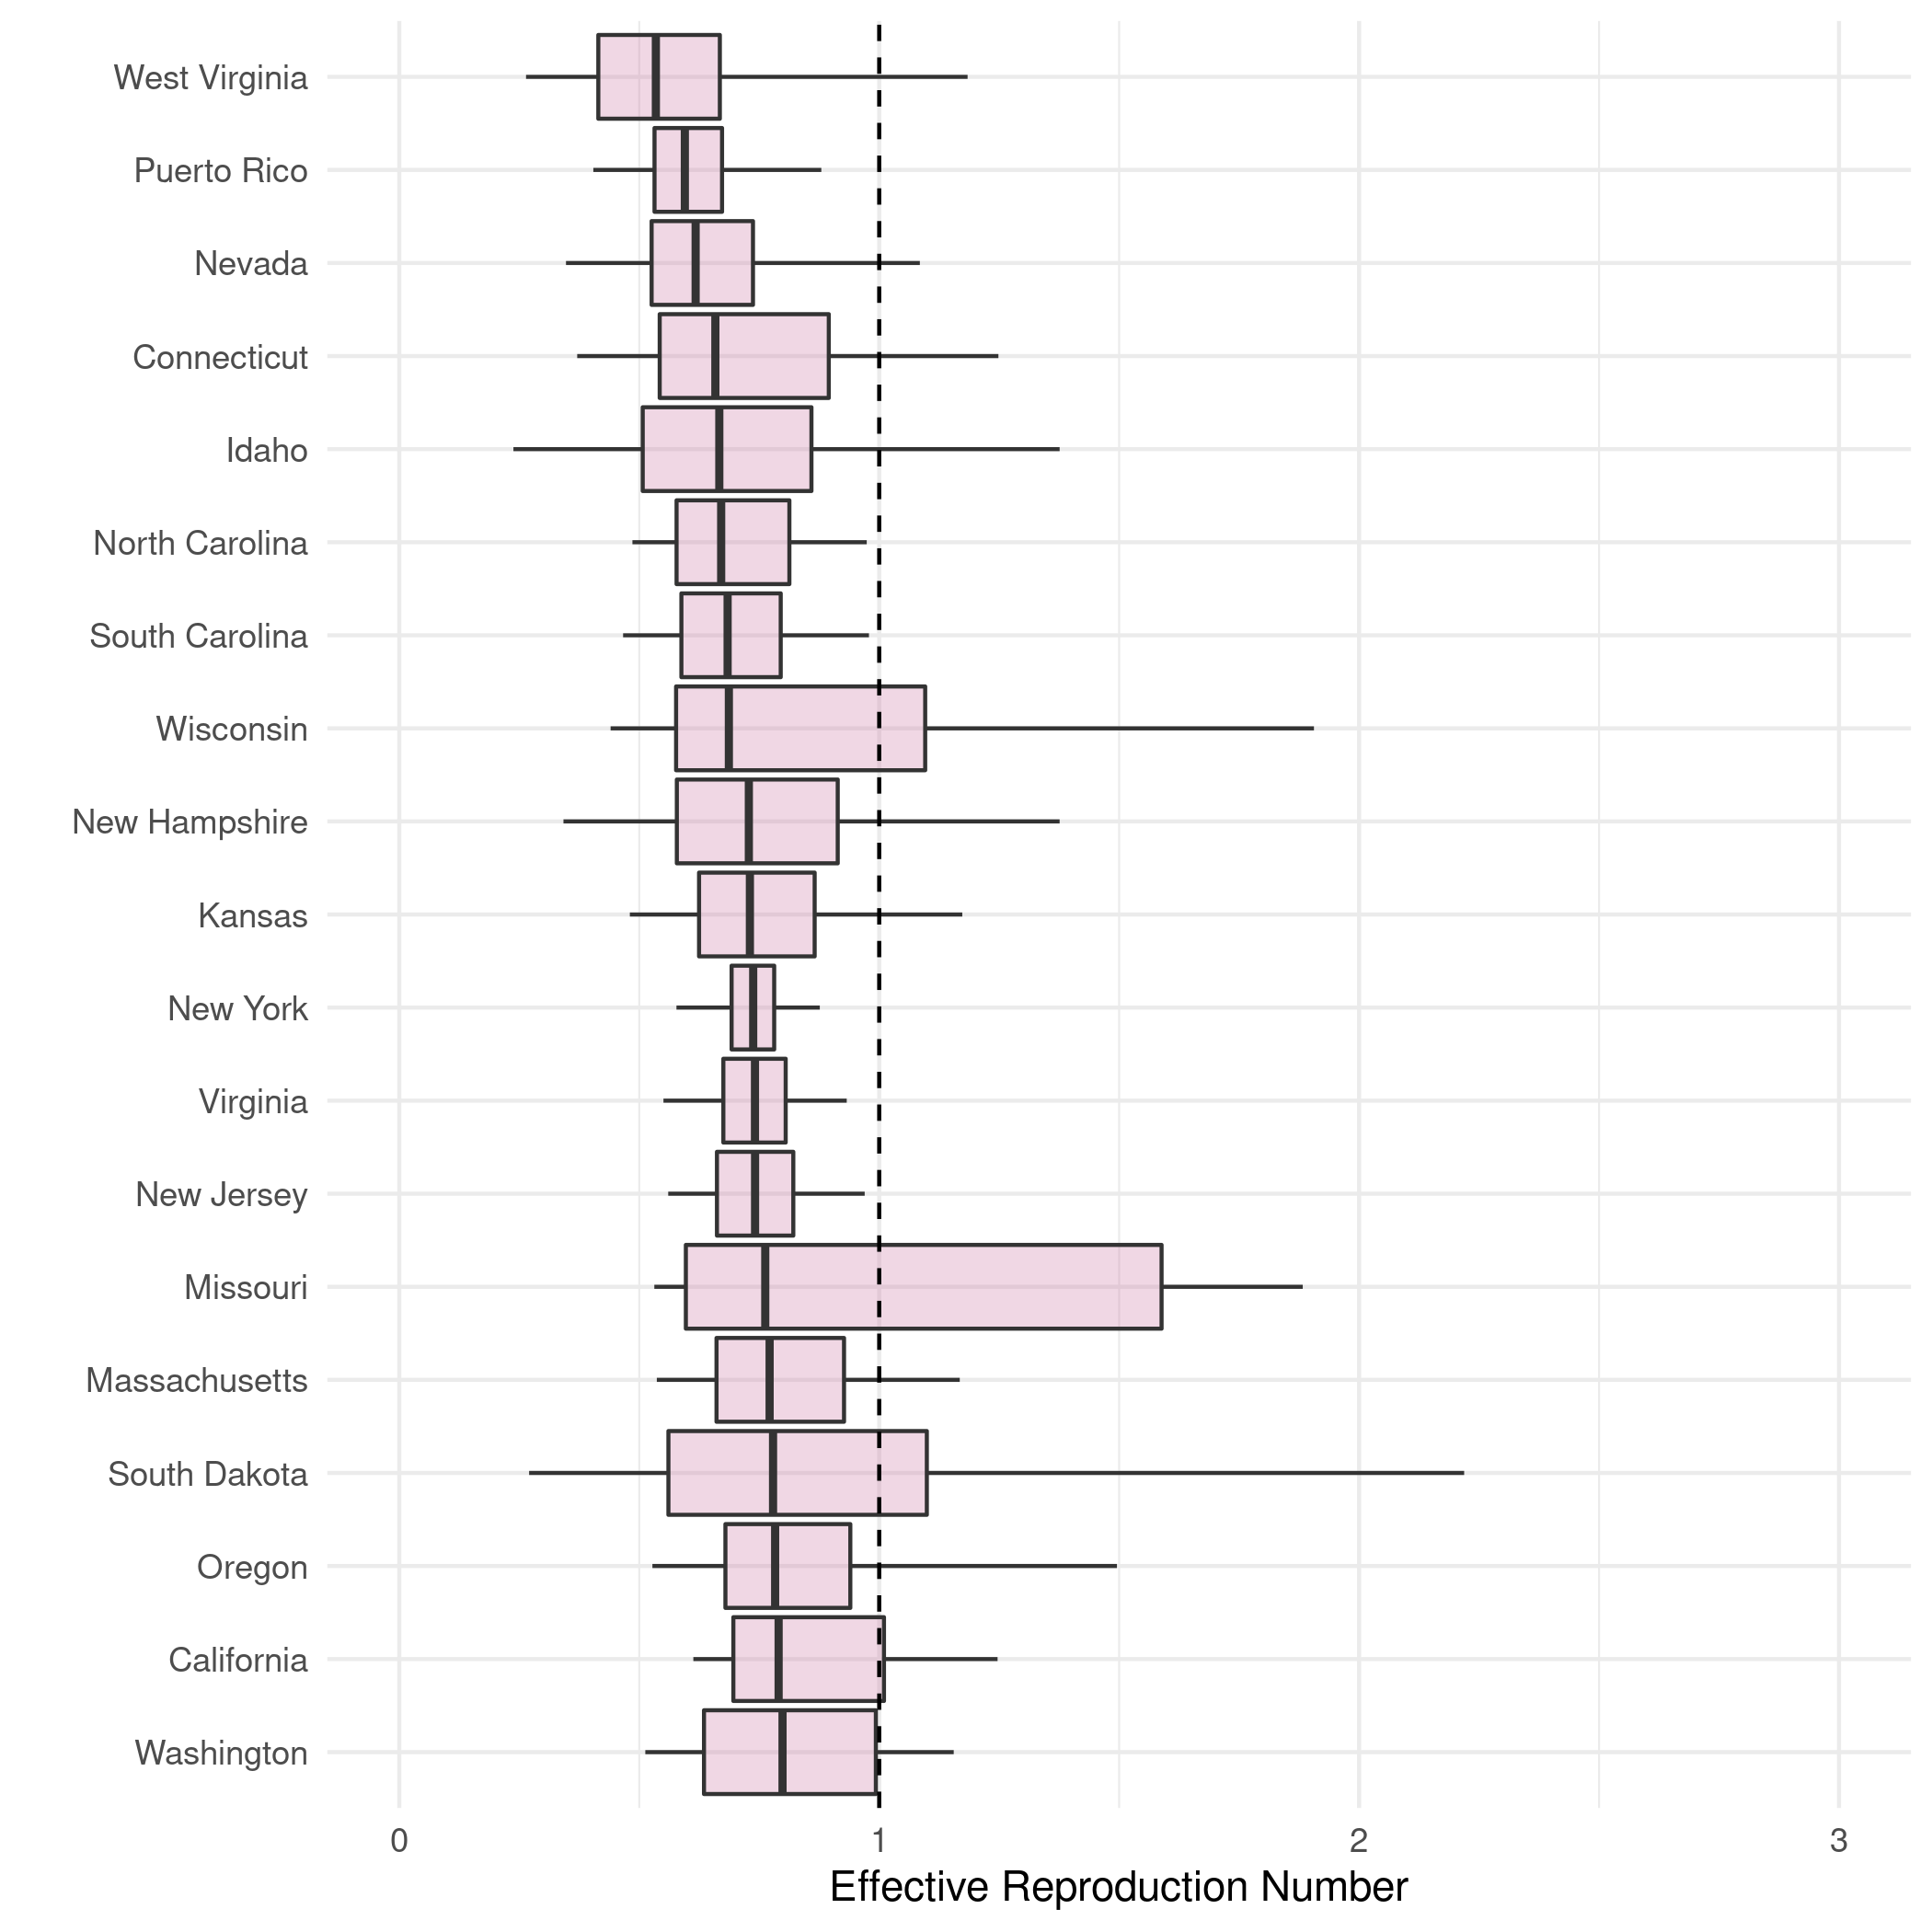 West Virginia
Puerto Rico
Nevada
Connecticut
Idaho
North Carolina
South Carolina
Wisconsin
New Hampshire
Kansas
New York
Virginia
New Jersey
Missouri
Massachusetts
South Dakota
Oregon
California
Washington
0 1 2 3
Effective Reproduction Number